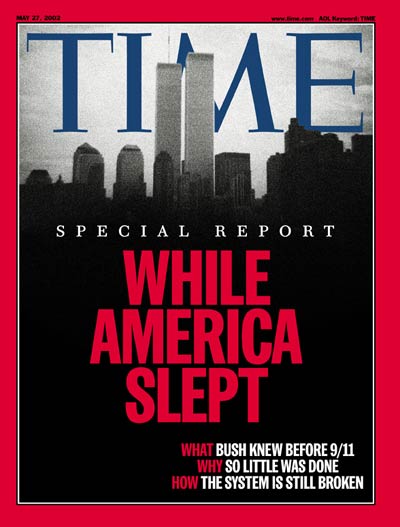 MAY 27, 2002 www.time.com AOL Keyword: TIME
TIME
SPECIAL REPORT
WHILE
AMERICA
SLEPT
WHAT BUSH KNEW BEFORE 9/11
WHY SO LITTLE WAS DONE
HOW THE SYSTEM IS STILL BROKEN